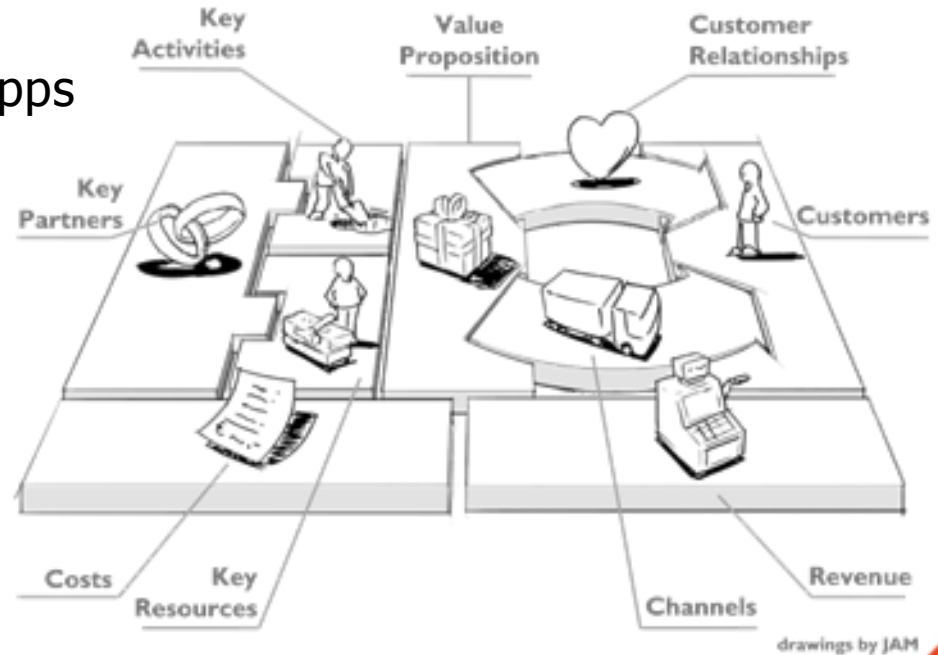 Key
Activities
Value
Proposition
Customer
Relationships
pps
Key
Partners
Customers
Costs
Key
Resources
Channels
Revenue
drawings by JAM